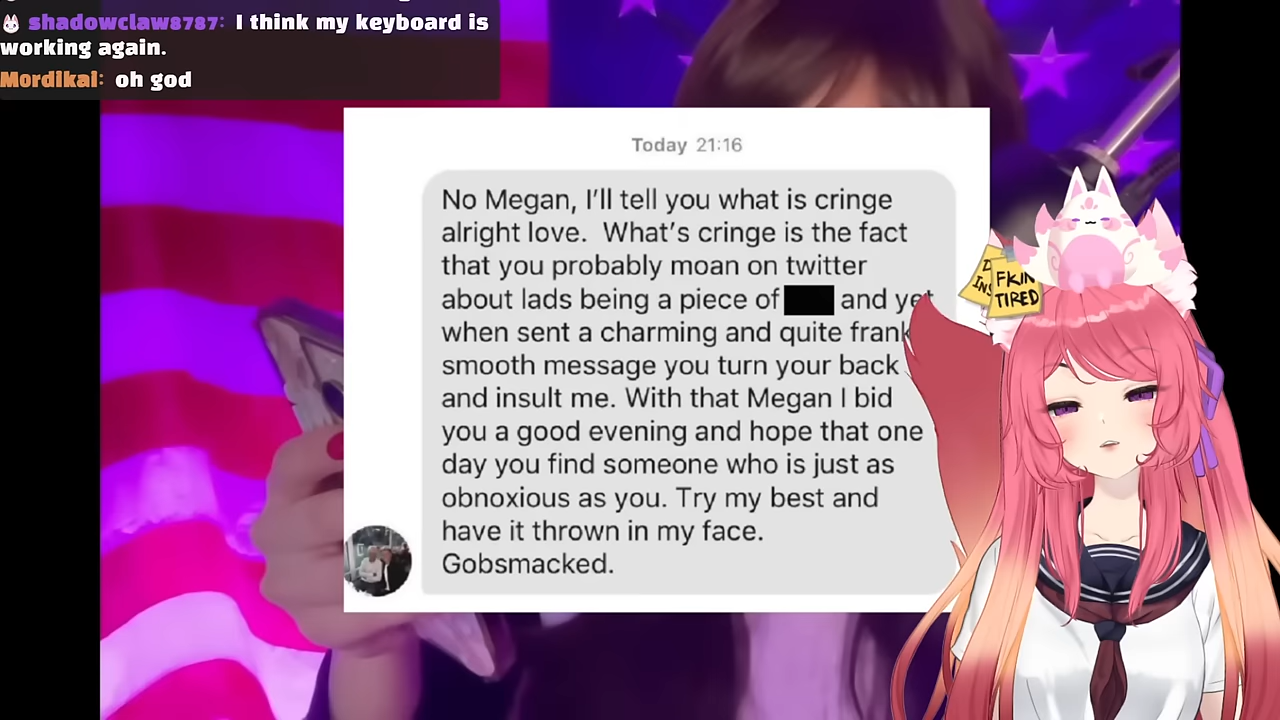 shadowclaw8787: I think my keyboard is
working again.
Mordikai: oh god
Today 21:16
No Megan, I'll tell you what is cringe
alright love. What's cringe is the fact
that you probably moan on twitter
about lads being a piece of and yet
when sent a charming and quite frank
smooth message you turn your back
and insult me. With that Megan I bid
you a good evening and hope that one
day you find someone who is just as
obnoxious as you. Try my best and
have it thrown in my face.
Gobsmacked.
FKIN
TIRED